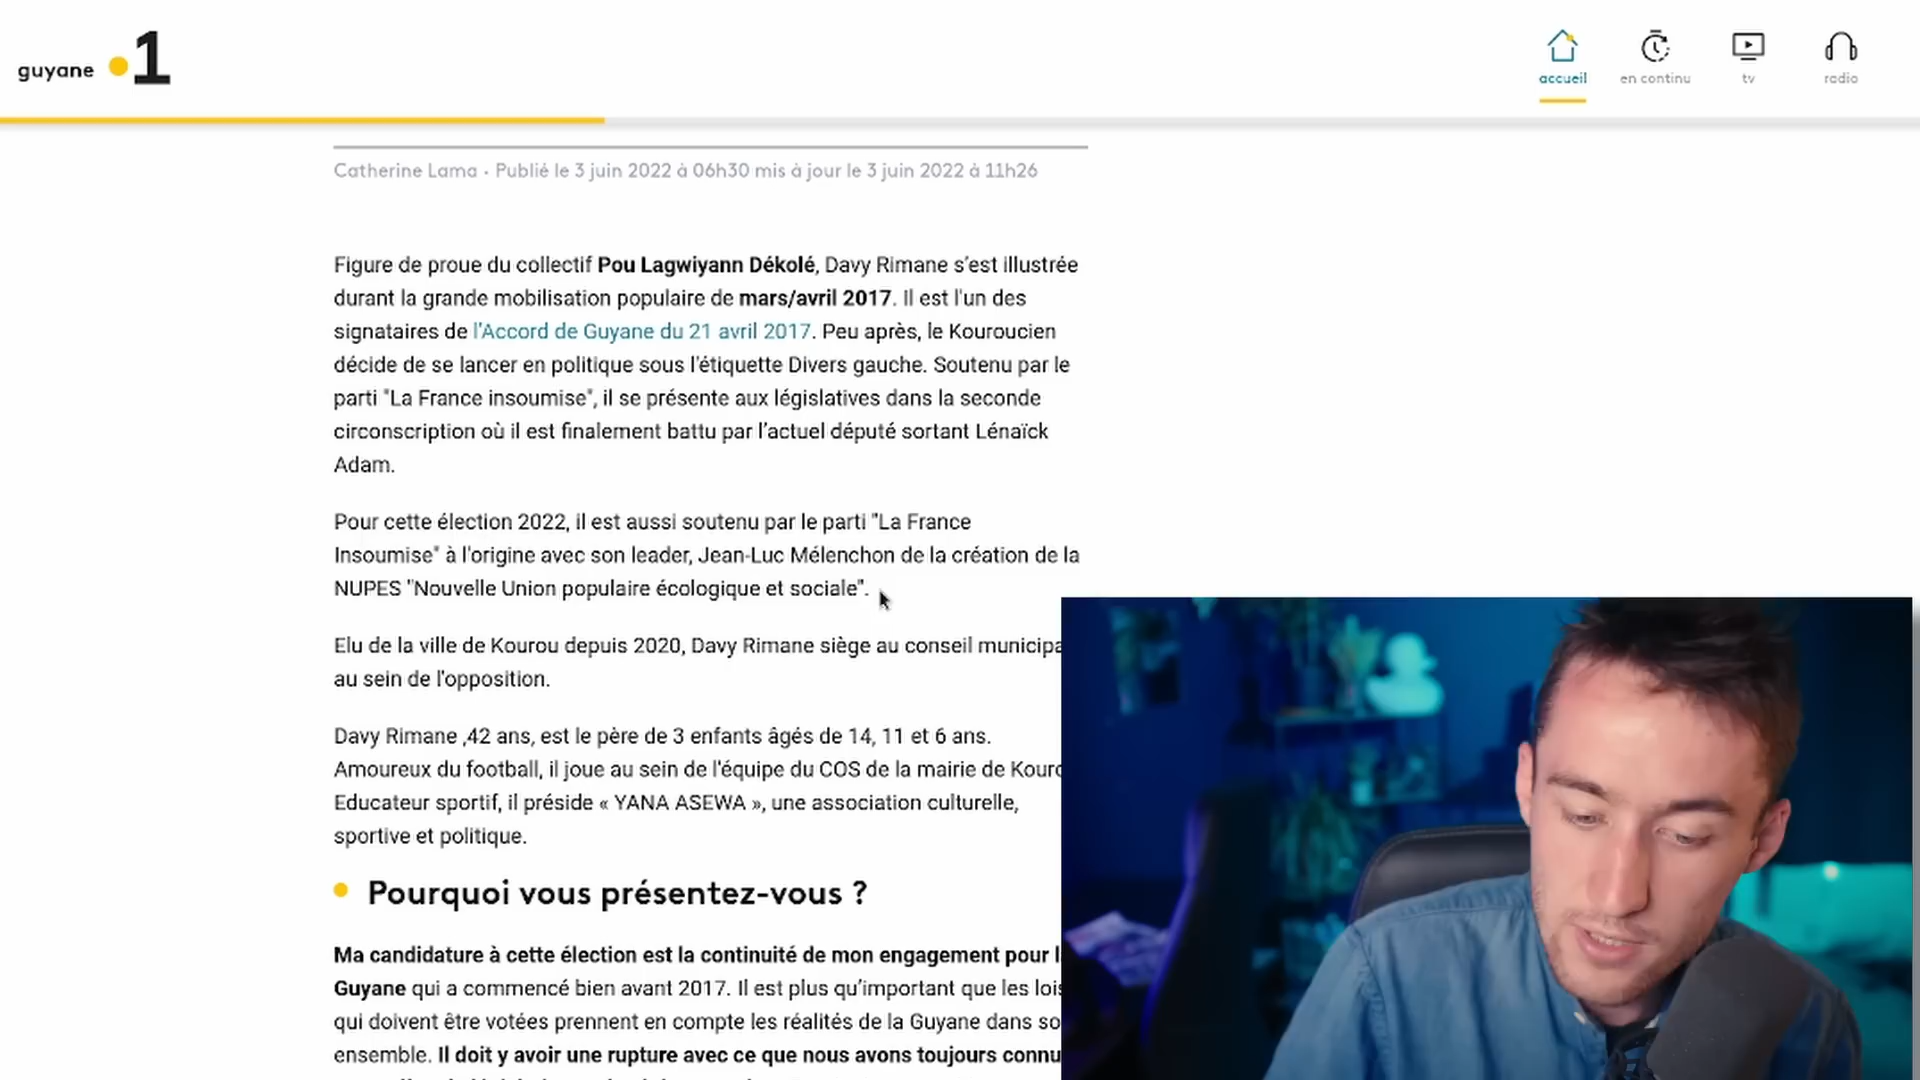 guyane 1
accueil
en continu
tv
radio
Catherine Lama • Publié le 3 juin 2022 à 06h30 mis à jour le 3 juin 2022 à 11h26
Figure de proue du collectif Pou Lagwiyann Dékolé, Davy Rimane s’est illustrée
durant la grande mobilisation populaire de mars/avril 2017. Il est l'un des
signataires de l’Accord de Guyane du 21 avril 2017. Peu après, le Kouroucien
décide de se lancer en politique sous l’étiquette Divers gauche. Soutenu par le
parti "La France insoumise", il se présente aux législatives dans la seconde
circonscription où il est finalement battu par l’actuel député sortant Lénaïck
Adam.
Pour cette élection 2022, il est aussi soutenu par le parti "La France
Insoumise" à l'origine avec son leader, Jean-Luc Mélenchon de la création de la
NUPES "Nouvelle Union populaire écologique et sociale".
Elu de la ville de Kourou depuis 2020, Davy Rimane siège au conseil municipa
au sein de l'opposition.
Davy Rimane ,42 ans, est le père de 3 enfants âgés de 14, 11 et 6 ans.
Amoureux du football, il joue au sein de l'équipe du COS de la mairie de Kouro
Educateur sportif, il préside « YANA ASEWA », une association culturelle,
sportive et politique.
Pourquoi vous présentez-vous ?
Ma candidature à cette élection est la continuité de mon engagement pour l
Guyane qui a commencé bien avant 2017. Il est plus qu’important que les lois
qui doivent être votées prennent en compte les réalités de la Guyane dans so
ensemble. Il doit y avoir une rupture avec ce que nous avons toujours connu